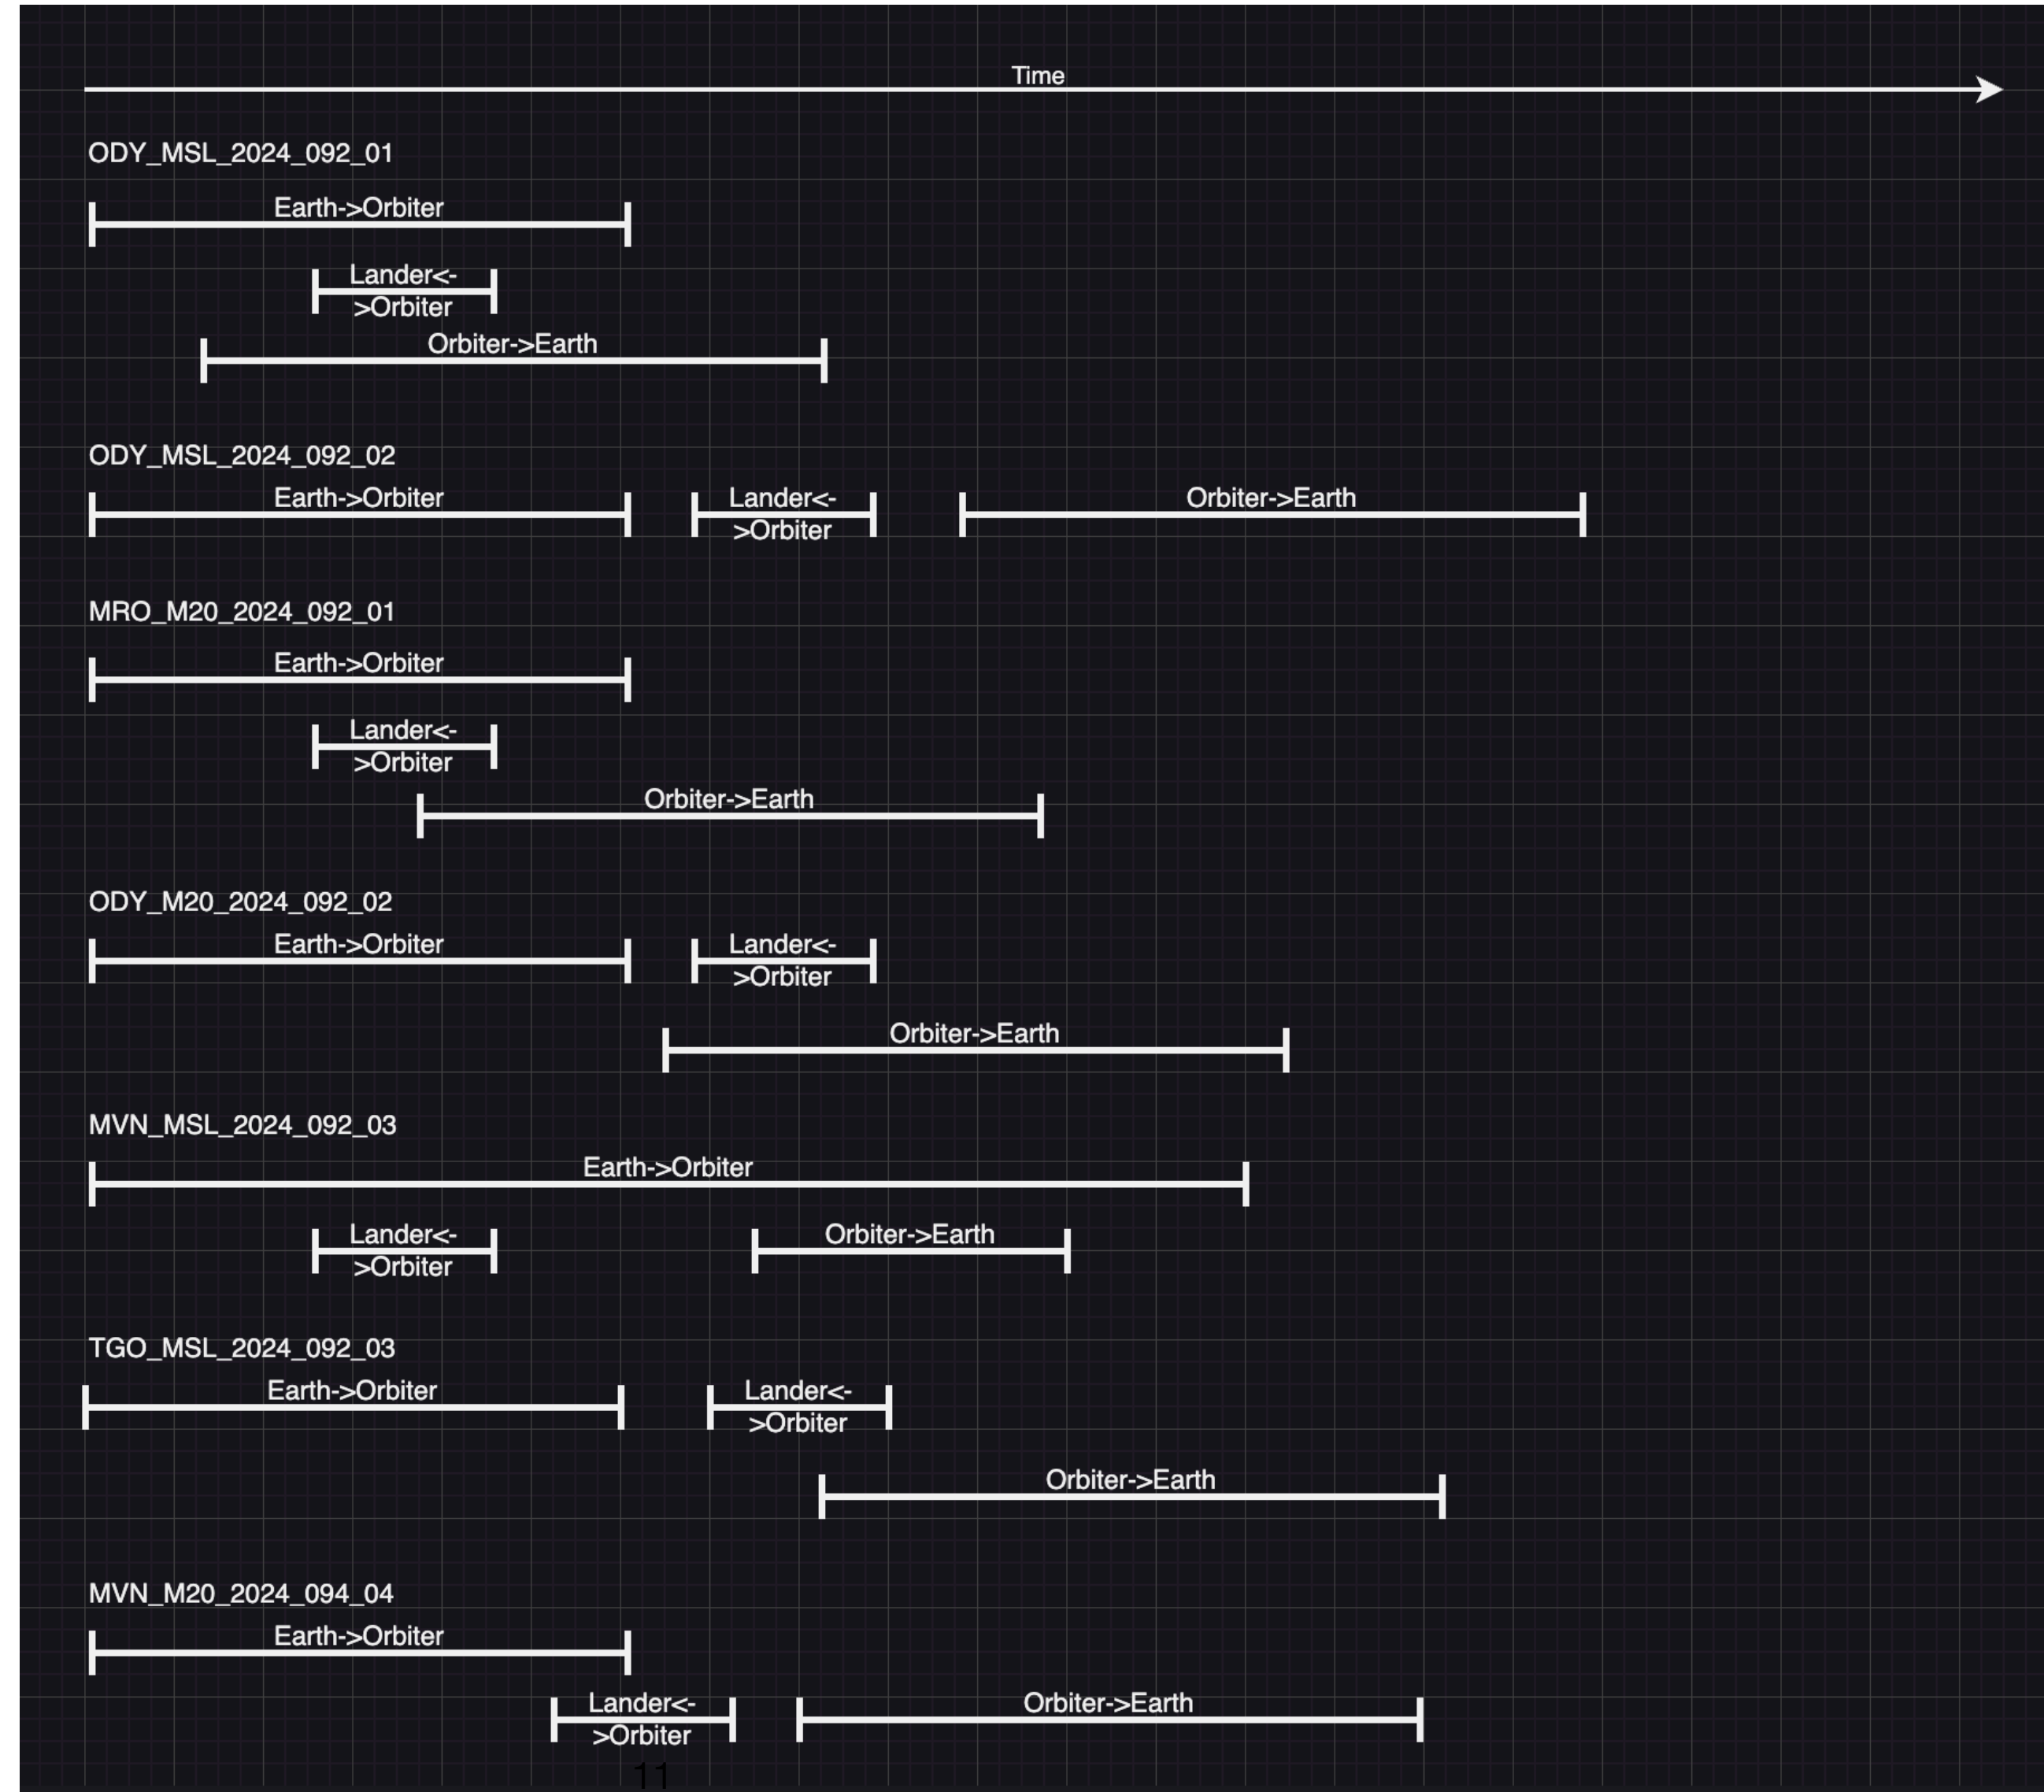 Time
ODY_MSL_2024_092_01
Earth->Orbiter
Lander<-
>Orbiter
Orbiter->Earth
ODY_MSL_2024_092_02
Earth->Orbiter
Lander<-
>Orbiter
Orbiter->Earth
MRO_M20_2024_092_01
Earth->Orbiter
Lander<-
>Orbiter
Orbiter->Earth
ODY_M20_2024_092_02
Earth->Orbiter
Lander<-
>Orbiter
Orbiter->Earth
MVN_MSL_2024_092_03
Earth->Orbiter
Lander<-
>Orbiter
Orbiter->Earth
TGO_MSL_2024_092_03
Earth->Orbiter
Lander<-
>Orbiter
Orbiter->Earth
MVN_M20_2024_094_04
Earth->Orbiter
Lander<-
>Orbiter
Orbiter->Earth
11